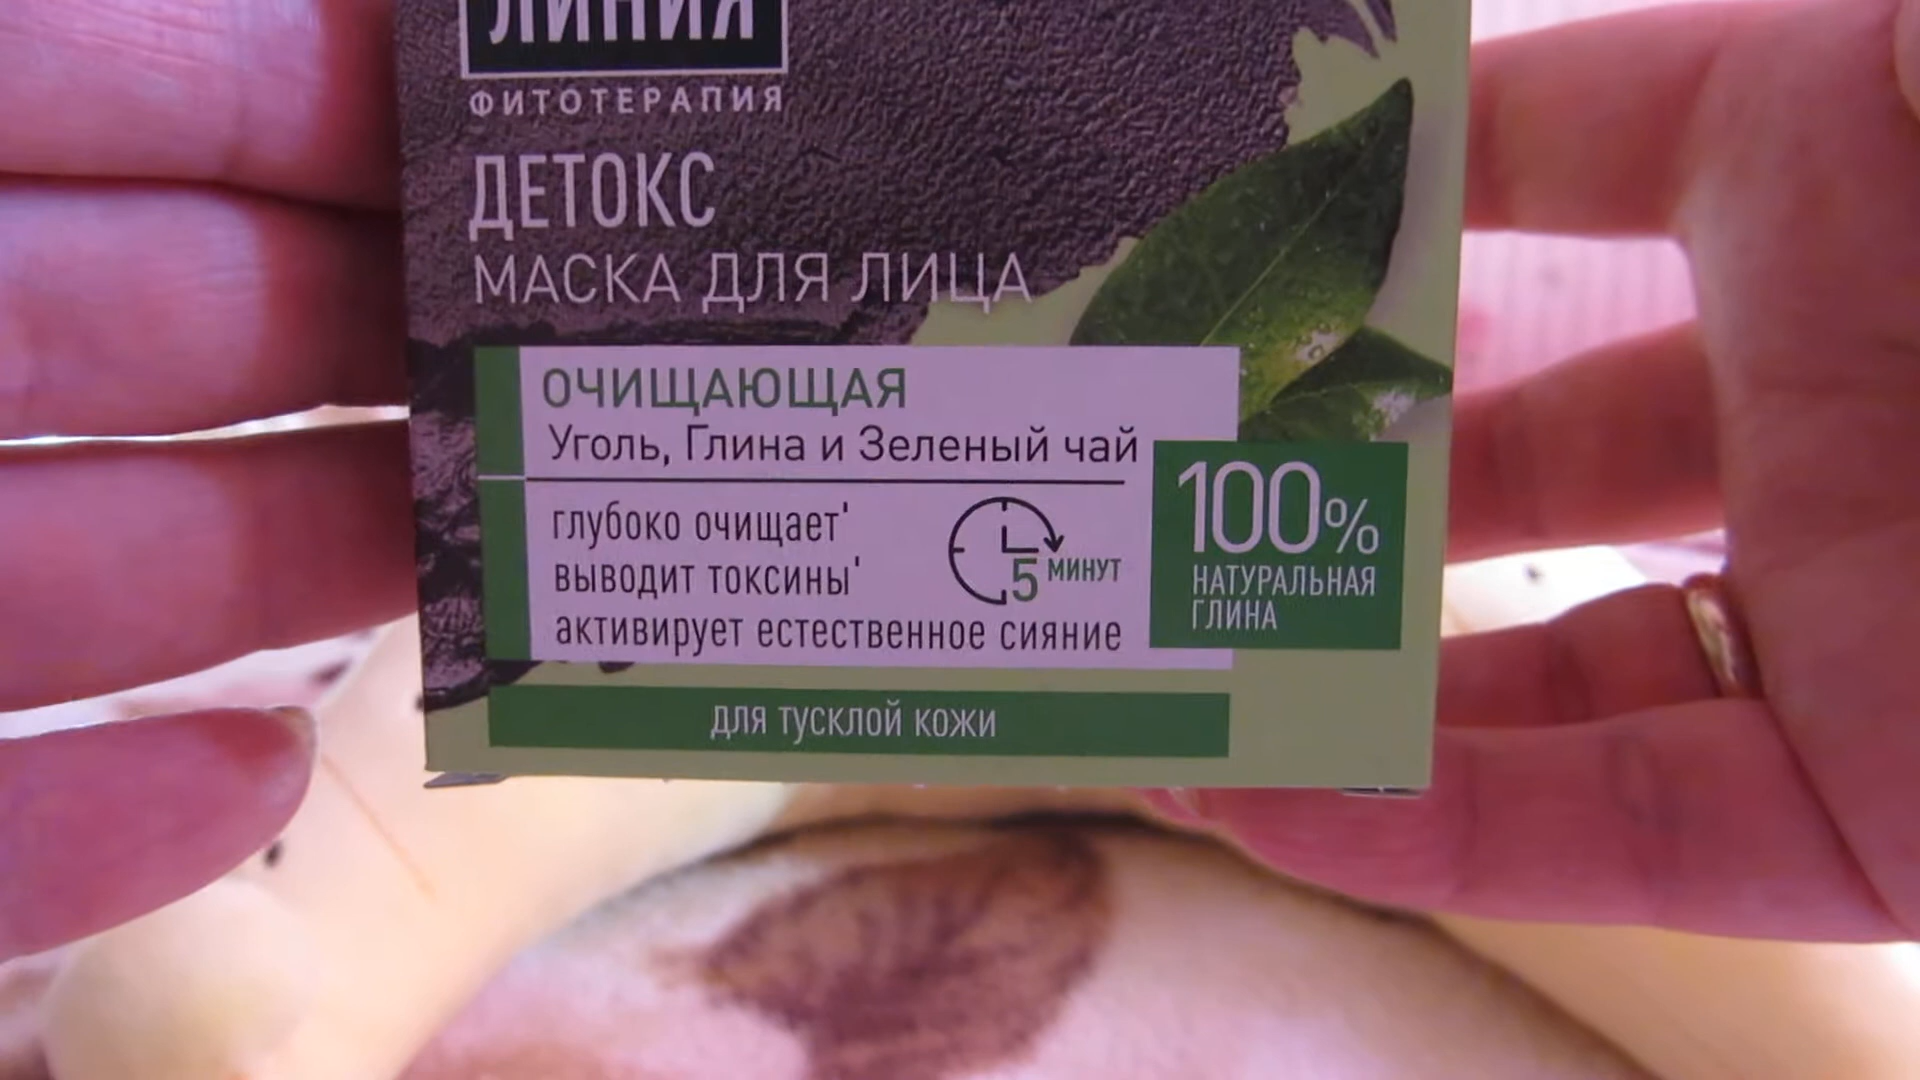 ЛИНИЯ
ФИТОТЕРАПИЯ
ДЕТОКС
МАСКА ДЛЯ ЛИЦА
ОЧИЩАЮЩАЯ
Уголь, Глина и Зеленый чай
глубоко очищает'
выводит токсины'
активирует естественное сияние
5 МИНУТ
100%
НАТУРАЛЬНАЯ
ГЛИНА
для тусклой кожи